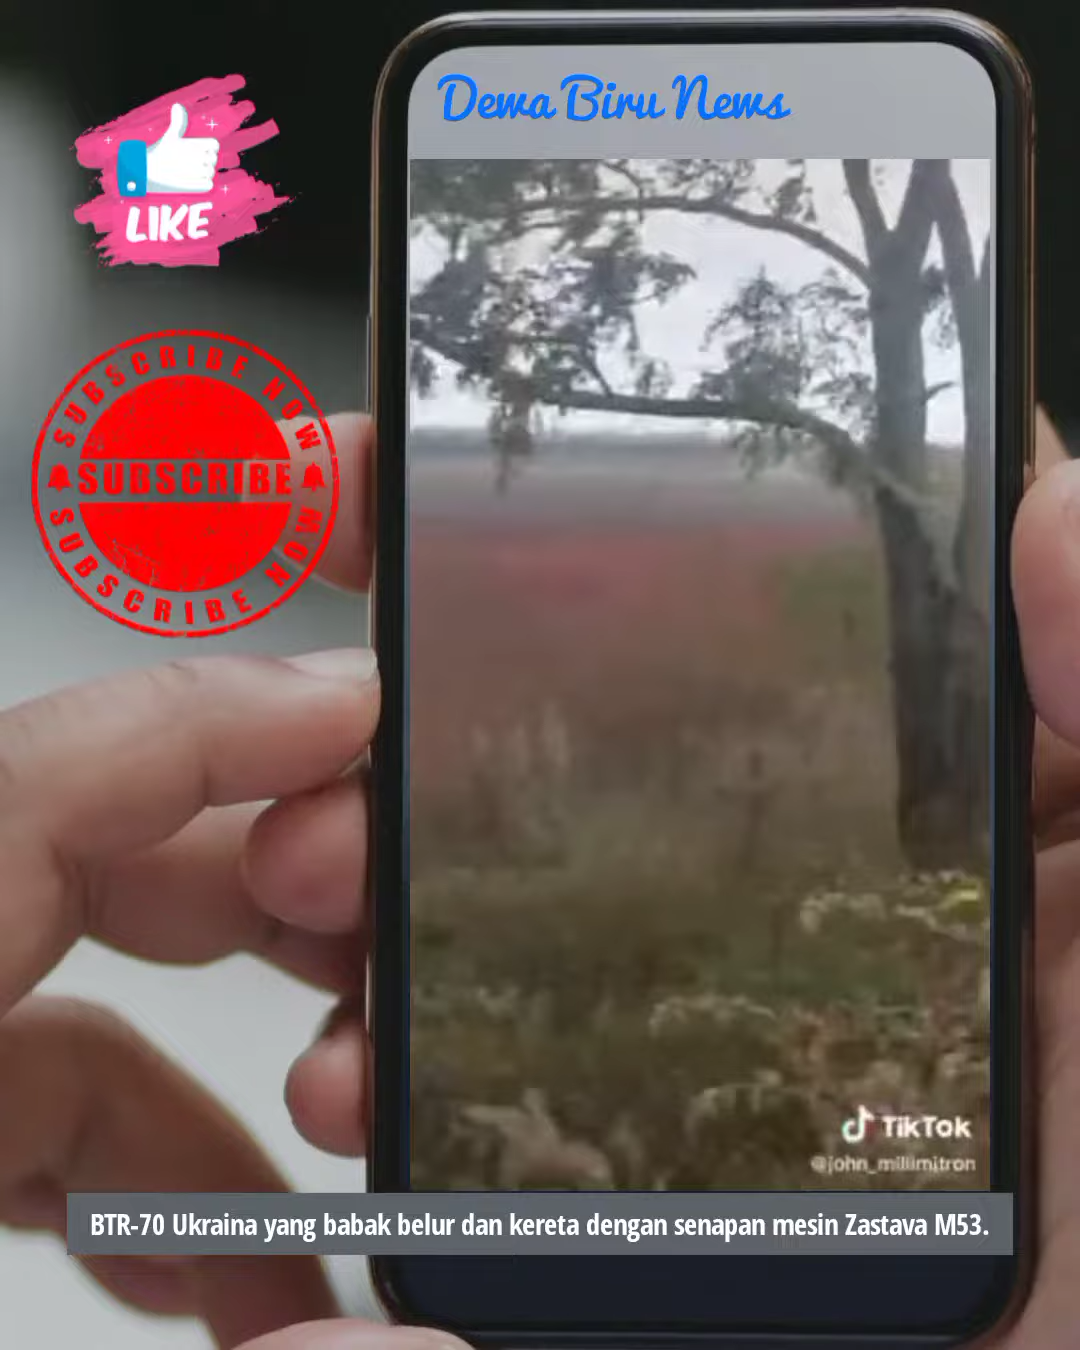 Dewa Biru News
LIKE
SUBSCRIBE NOW
SUBSCRIBE
SUBSCRIBE NOW
TikTok
@john_millimitron
BTR-70 Ukraina yang babak belur dan kereta dengan senapan mesin Zastava M53.